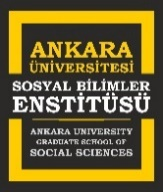 ANKARA
ÜNİVERSİTESİ
SOSYAL BİLİMLER
ENSTİTÜSÜ
ANKARA UNIVERSITY
GRADUATE SCHOOL OF
SOCIAL SCIENCES